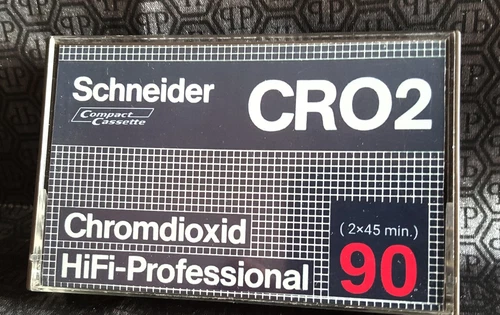 Schneider
Compact
Cassette
CRO2
Chromdioxid
HiFi-Professional
(2×45 min.)
90